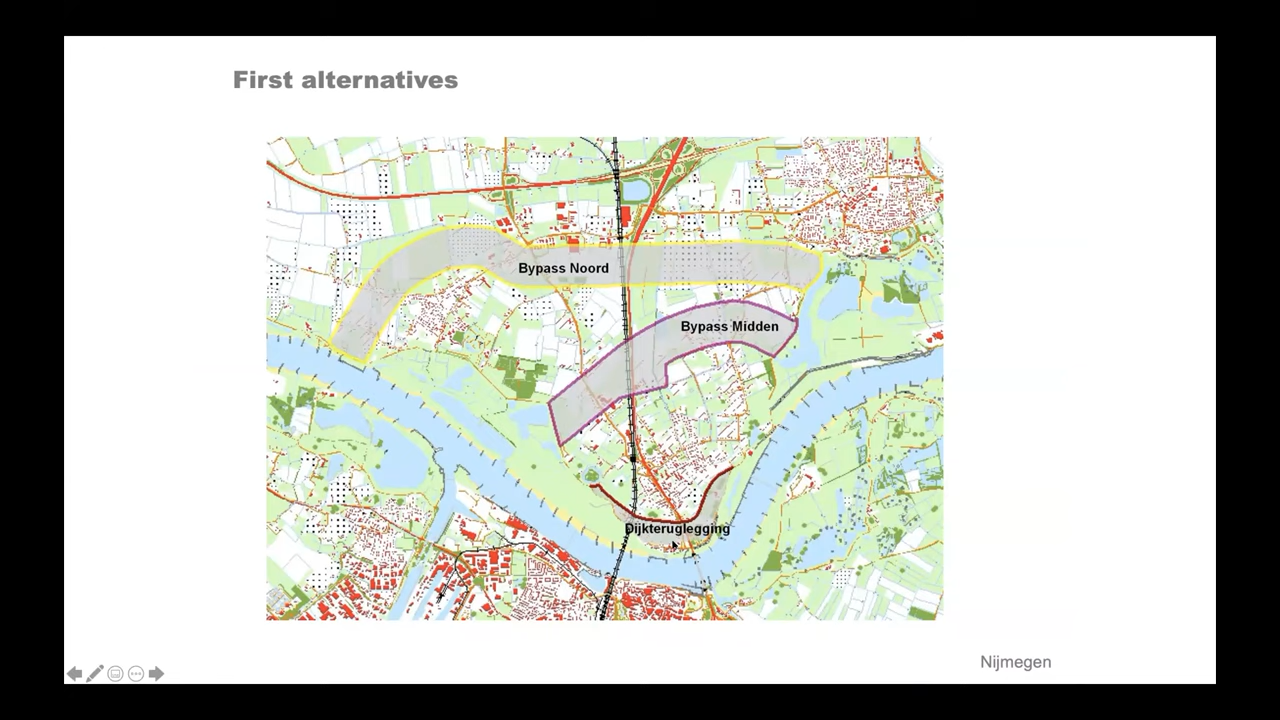 First alternatives
Bypass Noord
Bypass Midden
Dijkteruglegging
Nijmegen